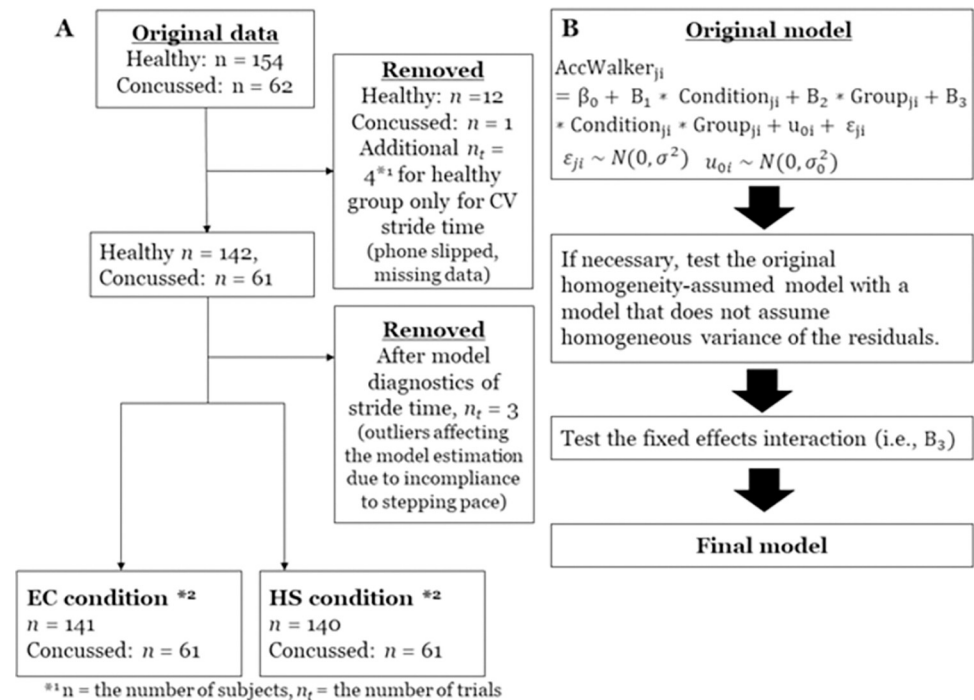 A
Original data
Healthy: n = 154
Concussed: n = 62
Removed
Healthy: n =12
Concussed: n = 1
Additional nₜ =
4*¹ for healthy
group only for CV
stride time
(phone slipped,
missing data)
Healthy n = 142,
Concussed: n = 61
Removed
After model
diagnostics of
stride time, nₜ = 3
(outliers affecting
the model estimation
due to incompliance
to stepping pace)
EC condition *²
n = 141
Concussed: n = 61
HS condition *²
n = 140
Concussed: n = 61
*¹n = the number of subjects, nₜ = the number of trials
B
Original model
AccWalkerⱼᵢ
= β₀ + B₁ * Conditionⱼᵢ + B₂ * Groupⱼᵢ + B₃
* Conditionⱼᵢ * Groupⱼᵢ + u₀ᵢ + εⱼᵢ
εⱼᵢ ~ N(0, σ²) u₀ᵢ ~ N(0, σ₀²)
If necessary, test the original
homogeneity-assumed model with a
model that does not assume
homogeneous variance of the residuals.
Test the fixed effects interaction (i.e., B₃)
Final model